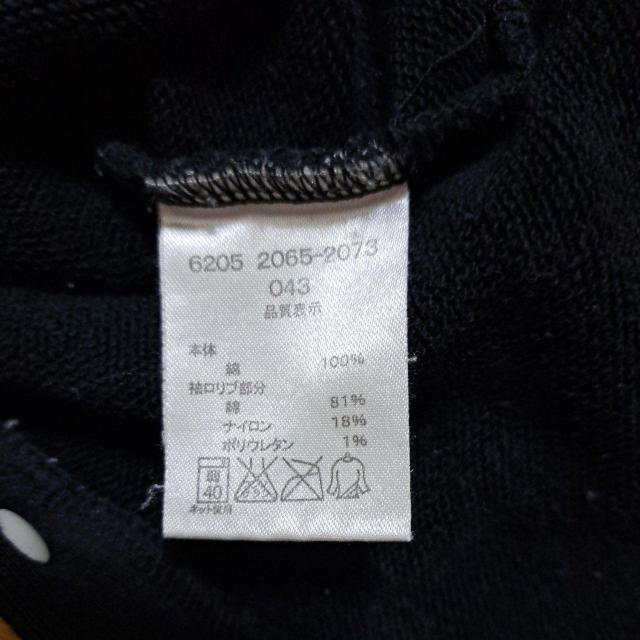 6205 2065-2073
043
品質表示
本体
綿 100%
袖口リブ部分
綿 81%
ナイロン 18%
ポリウレタン 1%
弱
40
ネット使用